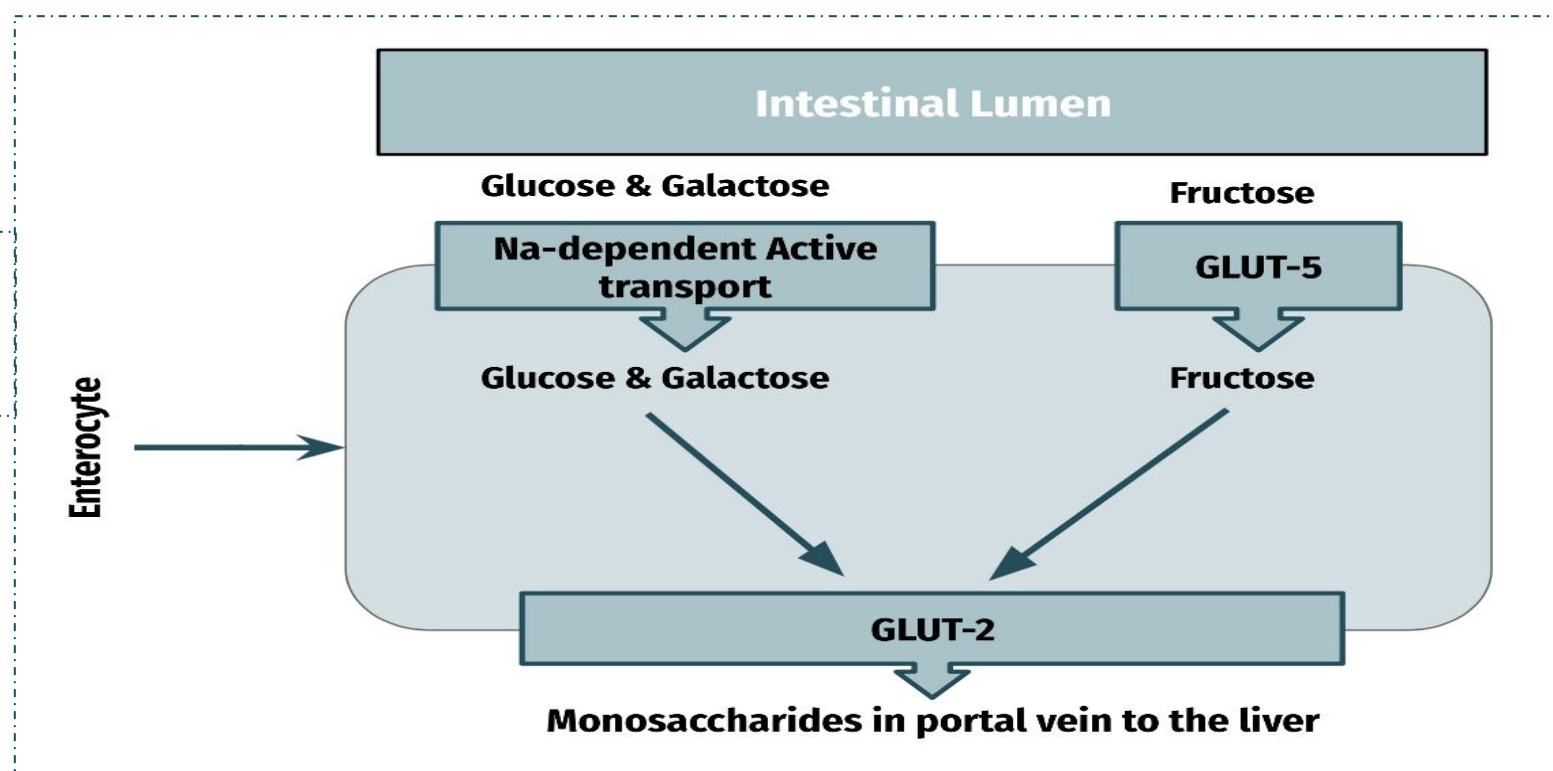 Intestinal Lumen
Glucose & Galactose
Fructose
Na-dependent Active
transport
GLUT-5
Glucose & Galactose
Fructose
Enterocyte
GLUT-2
Monosaccharides in portal vein to the liver